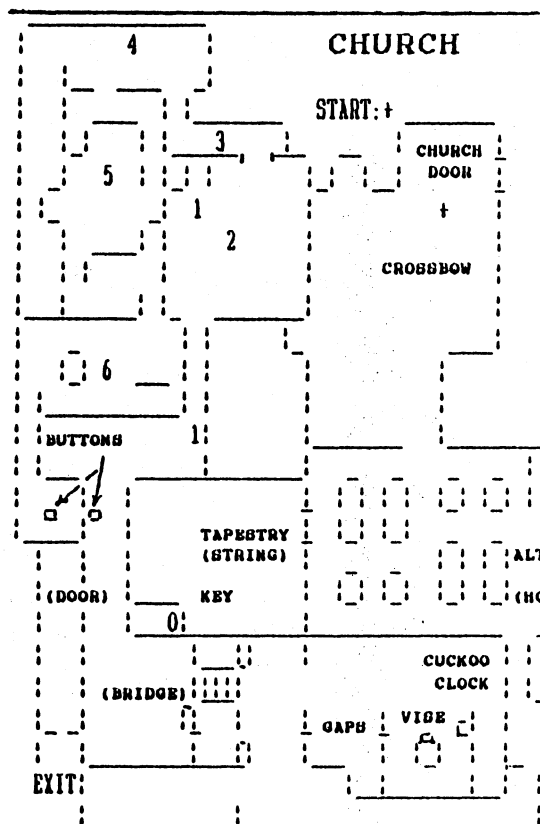 4
CHURCH
START:+
3
CHURCH
DOOR
5
1
+
2
CROSSBOW
6
BUTTONS
1
TAPESTRY
(STRING)
ALT
(DOOR)
KEY
(HO
0
CUCKOO
CLOCK
(BRIDGE)
GAPS
VISE
EXIT